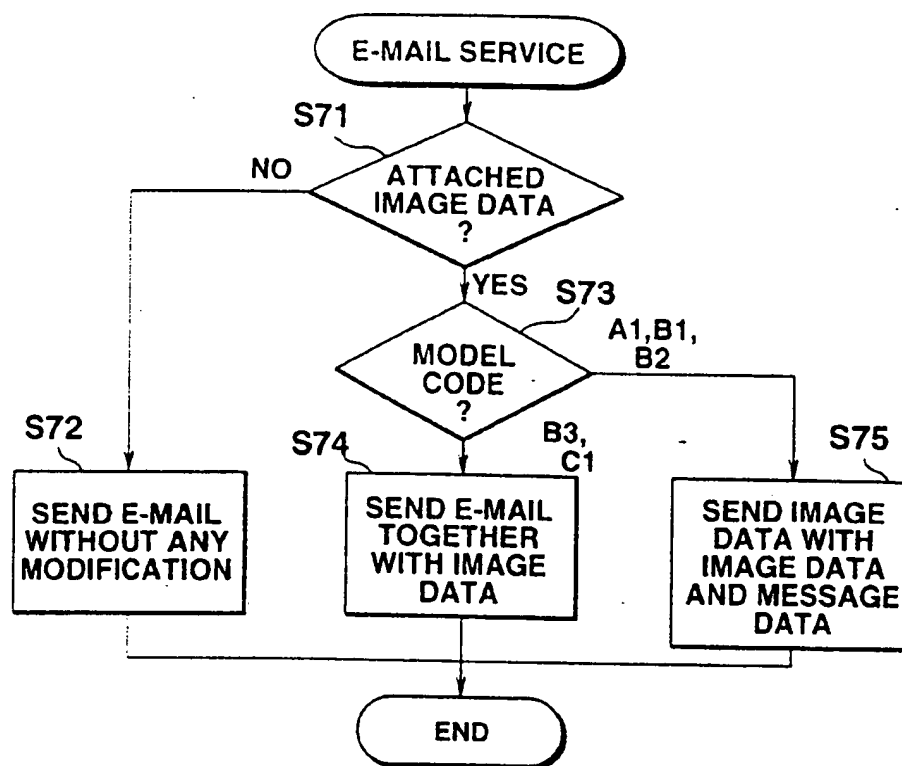 E-MAIL SERVICE
S71
NO
ATTACHED
IMAGE DATA
?
YES
S73
A1,B1,
B2
MODEL
CODE
?
S72
S74
B3,
C1
S75
SEND E-MAIL
WITHOUT ANY
MODIFICATION
SEND E-MAIL
TOGETHER
WITH IMAGE
DATA
SEND IMAGE
DATA WITH
IMAGE DATA
AND MESSAGE
DATA
END